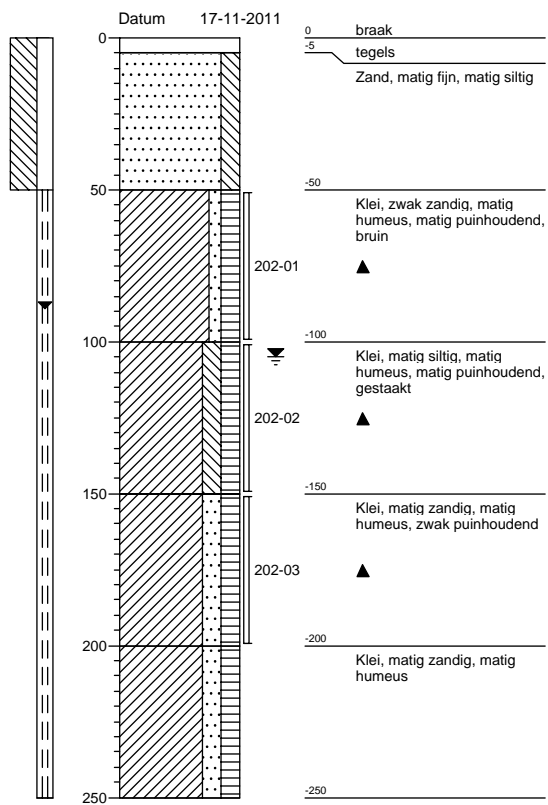 Datum 17-11-2011
0
0
braak
-5
tegels
Zand, matig fijn, matig siltig
50
-50
Klei, zwak zandig, matig
humeus, matig puinhoudend,
bruin
202-01
100
-100
Klei, matig siltig, matig
humeus, matig puinhoudend,
gestaakt
202-02
150
-150
Klei, matig zandig, matig
humeus, zwak puinhoudend
202-03
200
-200
Klei, matig zandig, matig
humeus
250
-250